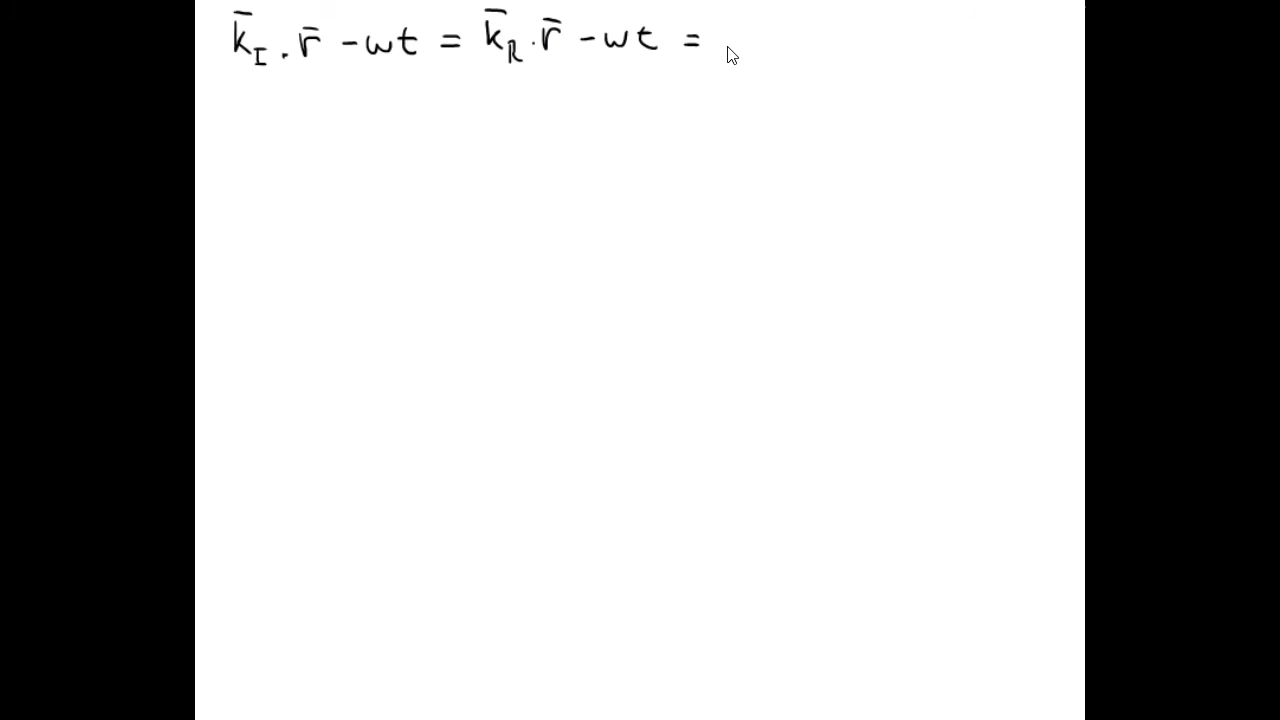 k̄_I · r̄ - ωt = k̄_R · r̄ - ωt =